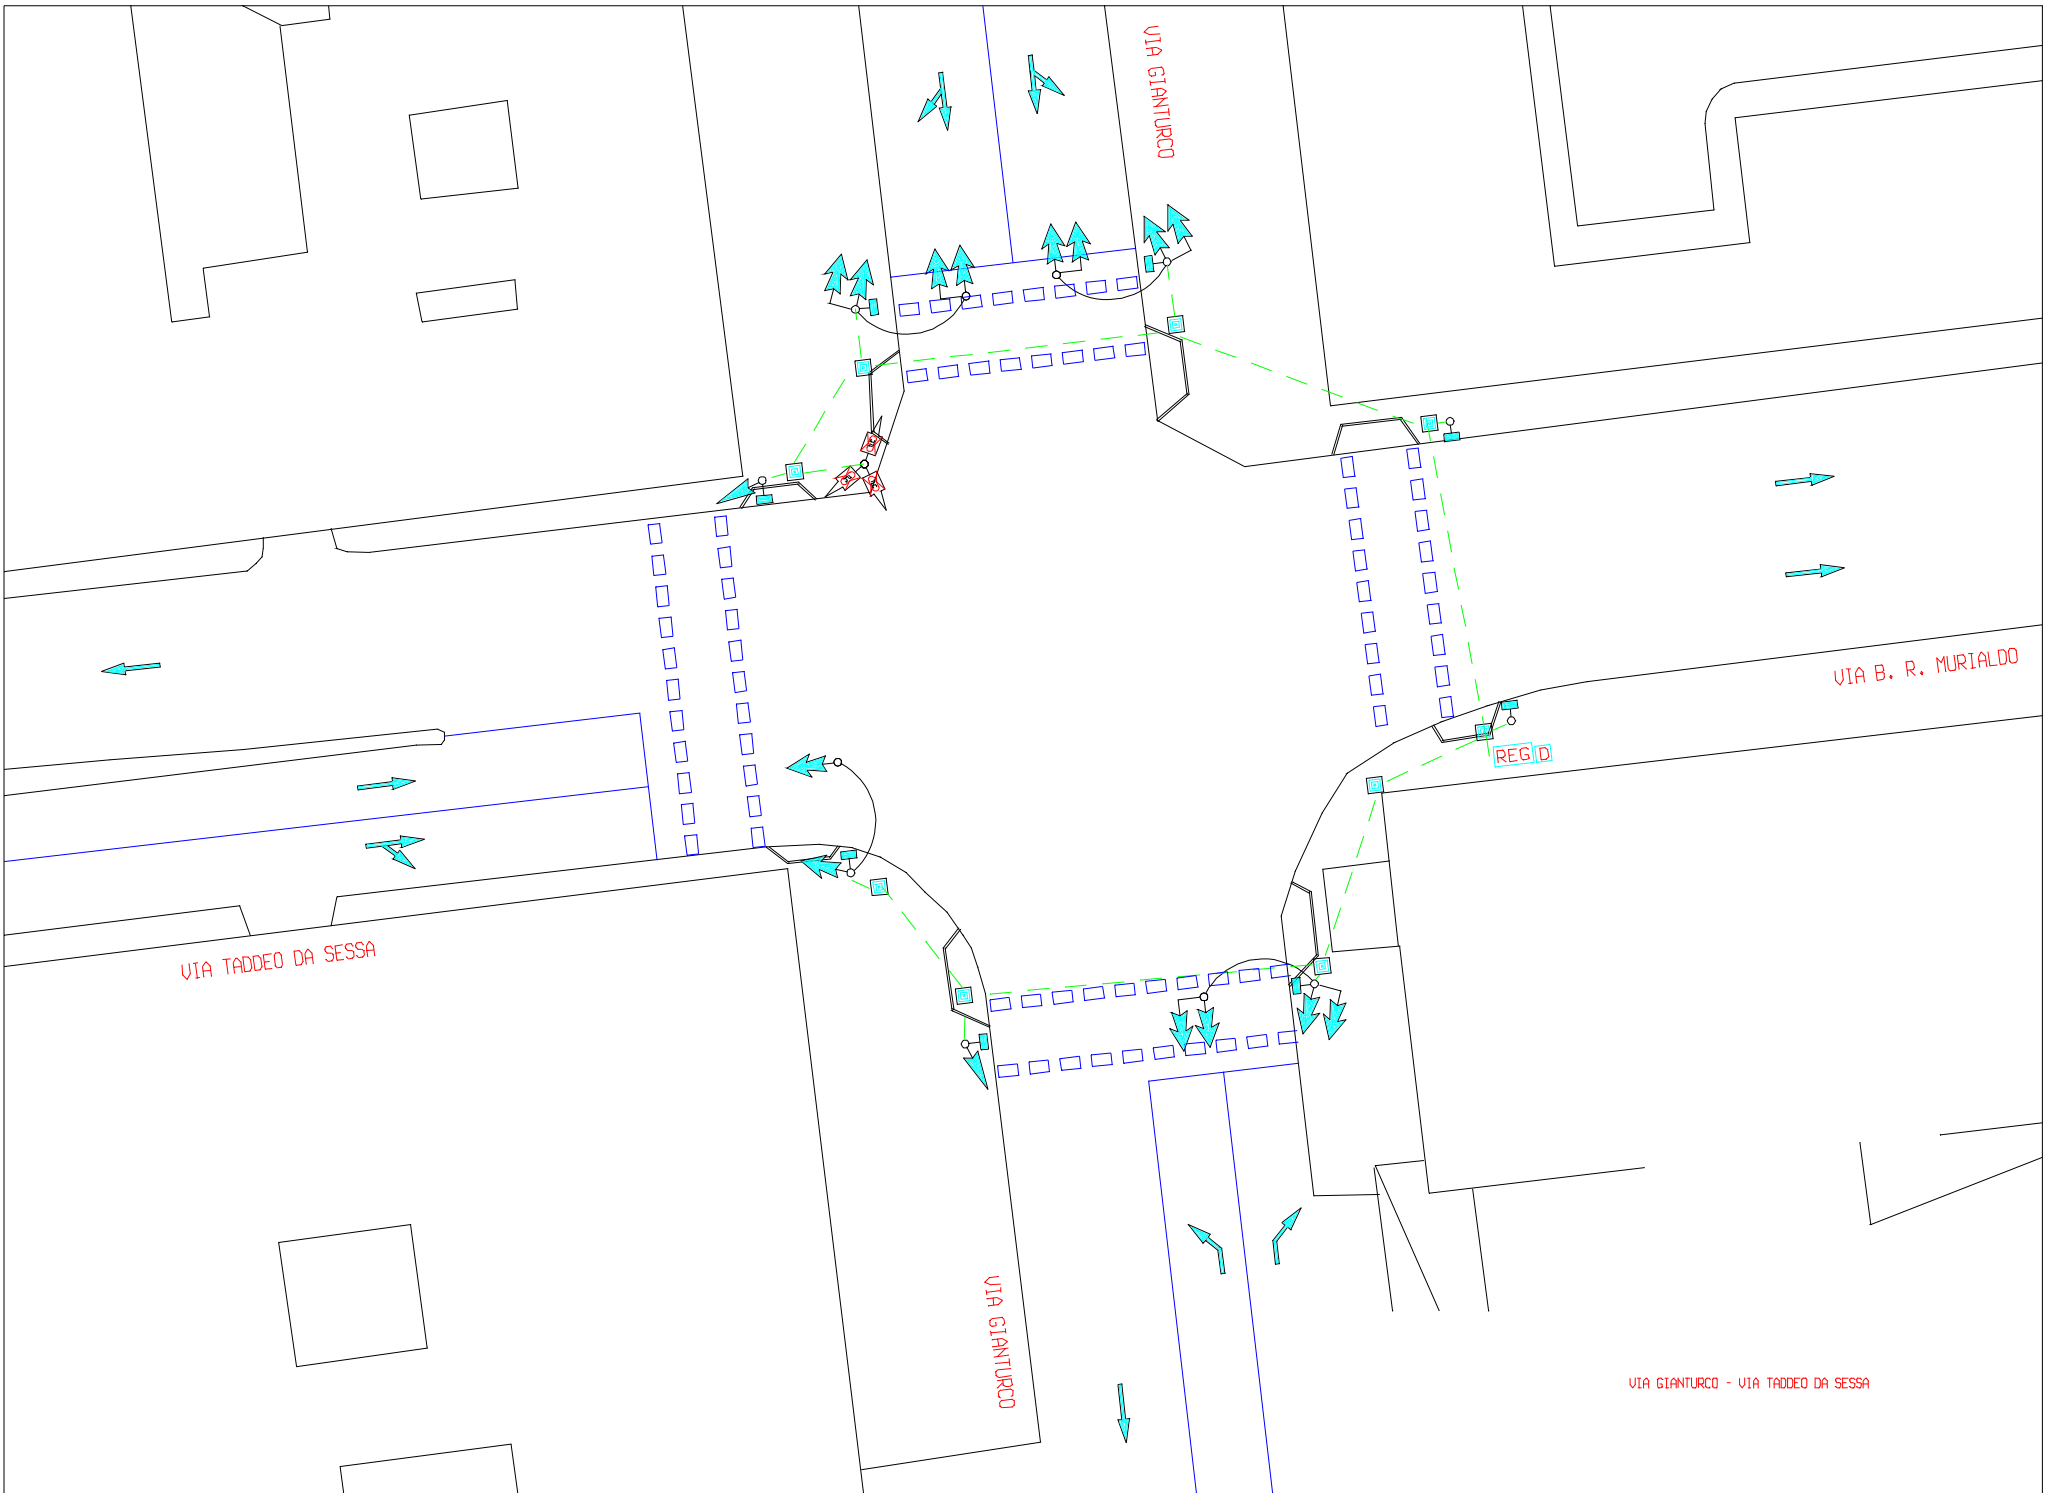 VIA GIANTURCO
VIA B. R. MURIALDO
REG D
VIA TADDEO DA SESSA
VIA GIANTURCO
VIA GIANTURCO - VIA TADDEO DA SESSA